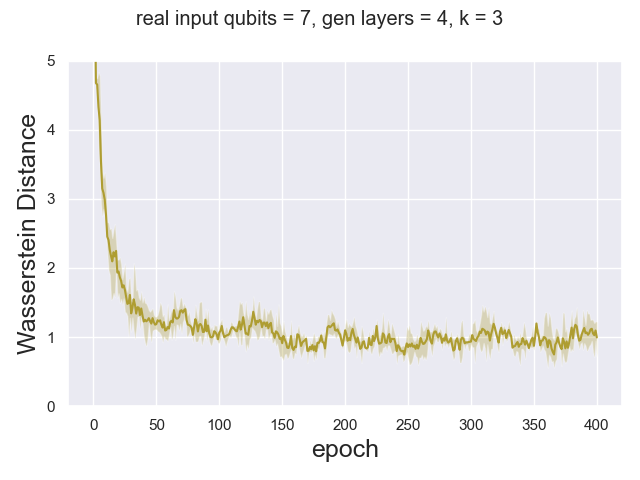 real input qubits = 7, gen layers = 4, k = 3
Wasserstein Distance
5
4
3
2
1
0
0 50 100 150 200 250 300 350 400
epoch